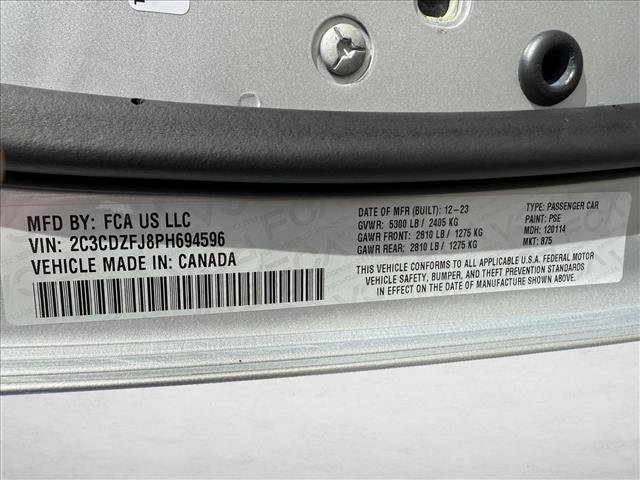 MFD BY: FCA US LLC
VIN: 2C3CDZFJ8PH694596
VEHICLE MADE IN: CANADA
DATE OF MFR (BUILT): 12-23
GVWR: 5300 LB / 2405 KG
GAWR FRONT: 2810 LB / 1275 KG
GAWR REAR: 2810 LB / 1275 KG
TYPE: PASSENGER CAR
PAINT: PSE
MDH: 120114
MKT: 875
THIS VEHICLE CONFORMS TO ALL APPLICABLE U.S.A. FEDERAL MOTOR
VEHICLE SAFETY, BUMPER, AND THEFT PREVENTION STANDARDS
IN EFFECT ON THE DATE OF MANUFACTURE SHOWN ABOVE.